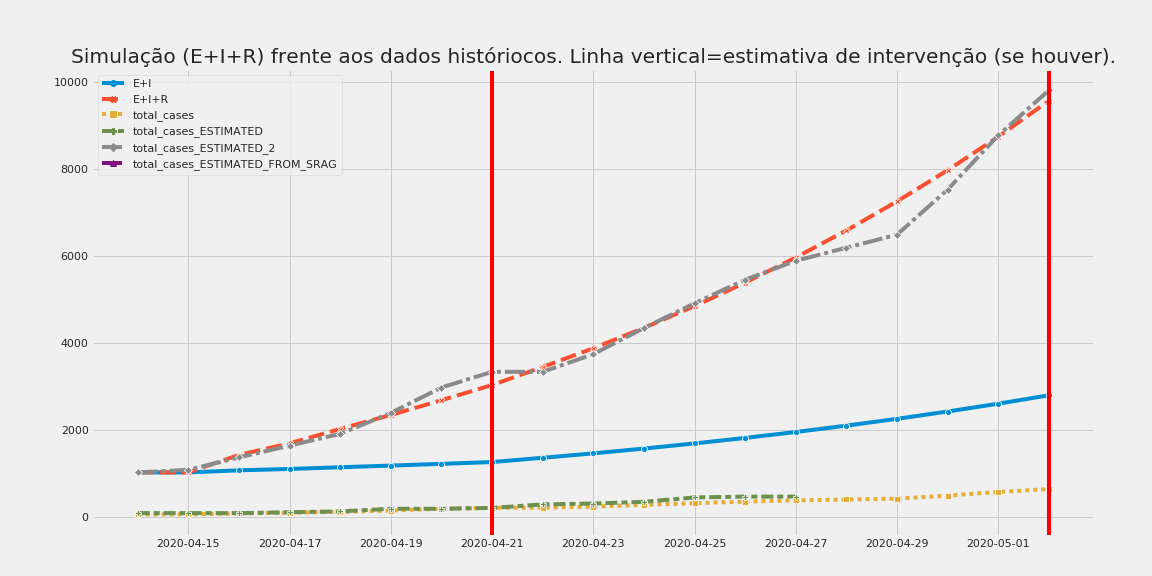 Simulação (E+I+R) frente aos dados históriocos. Linha vertical=estimativa de intervenção (se houver).
10000
8000
6000
4000
2000
0
E+I
E+I+R
total_cases
total_cases_ESTIMATED
total_cases_ESTIMATED_2
total_cases_ESTIMATED_FROM_SRAG
2020-04-15
2020-04-17
2020-04-19
2020-04-21
2020-04-23
2020-04-25
2020-04-27
2020-04-29
2020-05-01